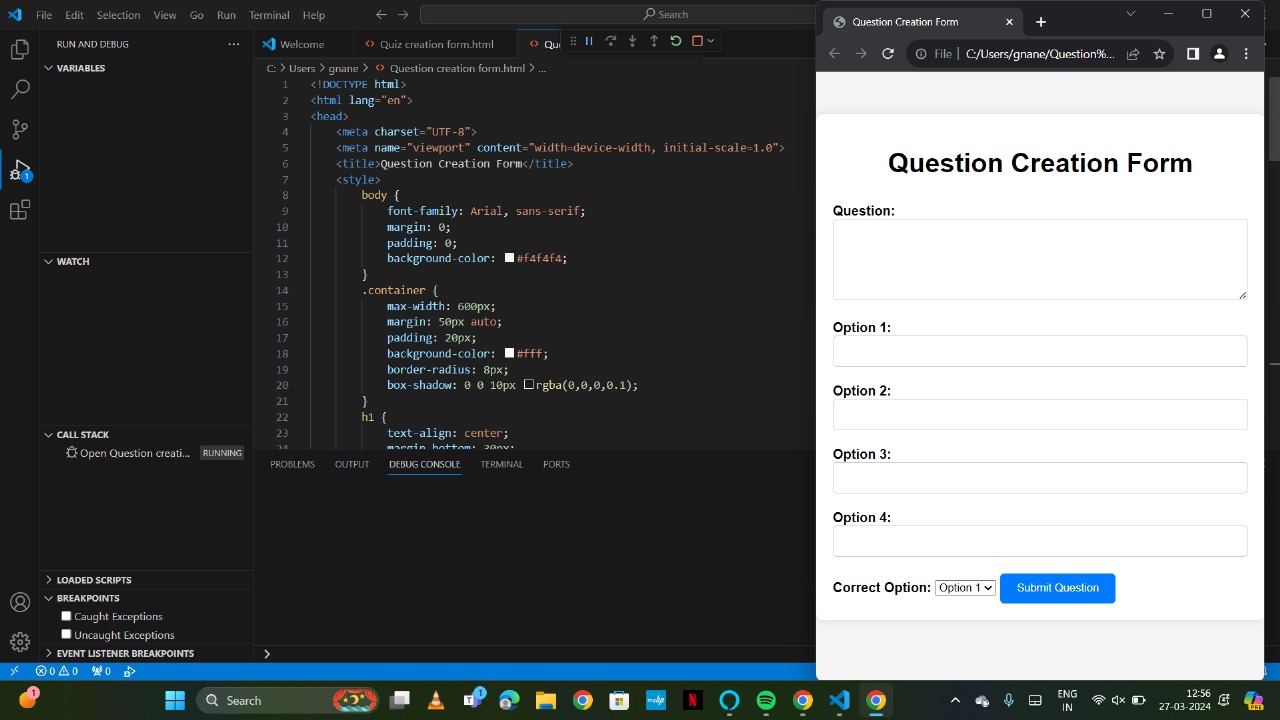 File Edit Selection View Go Run Terminal Help
Search
RUN AND DEBUG
VARIABLES
WATCH
CALL STACK
Open Question creati...
RUNNING
LOADED SCRIPTS
BREAKPOINTS
Caught Exceptions
Uncaught Exceptions
EVENT LISTENER BREAKPOINTS
1
Welcome
Quiz creation form.html
Qu
C: > Users > gnane > Question creation form.html > ...
1 <!DOCTYPE html>
2 <html lang="en">
3 <head>
4 <meta charset="UTF-8">
5 <meta name="viewport" content="width=device-width, initial-scale=1.0">
6 <title>Question Creation Form</title>
7 <style>
8 body {
9 font-family: Arial, sans-serif;
10 margin: 0;
11 padding: 0;
12 background-color: #f4f4f4;
13 }
14 .container {
15 max-width: 600px;
16 margin: 50px auto;
17 padding: 20px;
18 background-color: #fff;
19 border-radius: 8px;
20 box-shadow: 0 0 10px rgba(0,0,0,0.1);
21 }
22 h1 {
23 text-align: center;
24 margin-bottom: 30px;
PROBLEMS OUTPUT DEBUG CONSOLE TERMINAL PORTS
0 0 0
Question Creation Form
File C:/Users/gnane/Question%...
Question Creation Form
Question:
Option 1:
Option 2:
Option 3:
Option 4:
Correct Option: Option 1 Submit Question
1
Search
1
myhp
N
ENG
IN
12:56
27-03-2024
PRE